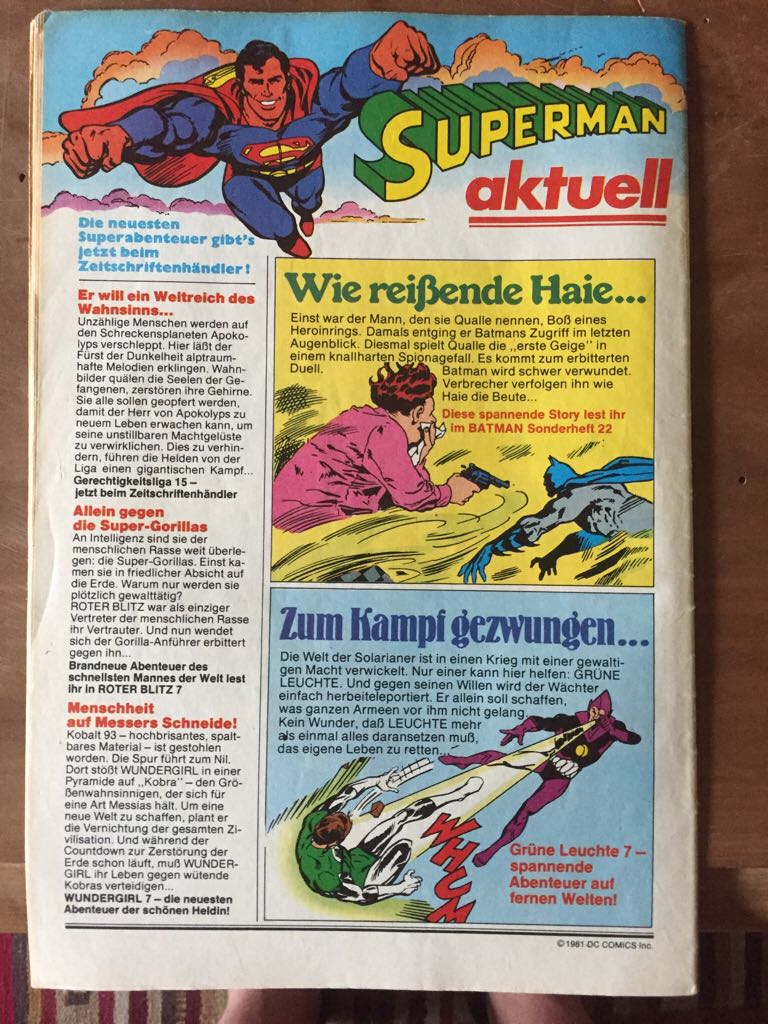 SUPERMAN
aktuell
Die neuesten
Superabenteuer gibt's
jetzt beim
Zeitschriftenhändler!
Er will ein Weltreich des
Wahnsinns...
Unzählige Menschen werden auf
den Schreckensplaneten Apoko-
lyps verschleppt. Hier läßt der
Fürst der Dunkelheit alptraum-
hafte Melodien erklingen. Wahn-
bilder quälen die Seelen der Ge-
fangenen, zerstören ihre Gehirne.
Sie alle sollen geopfert werden,
damit der Herr von Apokolyps zu
neuem Leben erwachen kann, um
seine unstillbaren Machtgelüste
zu verwirklichen. Dies zu verhin-
dern, führen die Helden von der
Liga einen gigantischen Kampf...
Gerechtigkeitsliga 15 –
jetzt beim Zeitschriftenhändler
Allein gegen
die Super-Gorillas
An Intelligenz sind sie der
menschlichen Rasse weit überle-
gen: die Super-Gorillas. Einst ka-
men sie in friedlicher Absicht auf
die Erde. Warum nur werden sie
plötzlich gewalttätig?
ROTER BLITZ war als einziger
Vertreter der menschlichen Rasse
ihr Vertrauter. Und nun wendet
sich der Gorilla-Anführer erbittert
gegen ihn...
Brandneue Abenteuer des
schnellsten Mannes der Welt lest
ihr in ROTER BLITZ 7
Menschheit
auf Messers Schneide!
Kobalt 93 – hochbrisantes, spalt-
bares Material – ist gestohlen
worden. Die Spur führt zum Nil.
Dort stößt WUNDERGIRL in einer
Pyramide auf „Kobra" – den Grö-
ßenwahnsinnigen, der sich für
eine Art Messias hält. Um eine
neue Welt zu schaffen, plant er
die Vernichtung der gesamten Zi-
vilisation. Und während der
Countdown zur Zerstörung der
Erde schon läuft, muß WUNDER-
GIRL ihr Leben gegen wütende
Kobras verteidigen...
WUNDERGIRL 7 – die neuesten
Abenteuer der schönen Heldin!
Wie reißende Haie...
Einst war der Mann, den sie Qualle nennen, Boß eines
Heroinrings. Damals entging er Batmans Zugriff im letzten
Augenblick. Diesmal spielt Qualle die „erste Geige" in
einem knallharten Spionagefall. Es kommt zum erbitterten
Duell. Batman wird schwer verwundet.
Verbrecher verfolgen ihn wie
Haie die Beute...
Diese spannende Story lest ihr
im BATMAN Sonderheft 22
Zum Kampf gezwungen...
Die Welt der Solarianer ist in einen Krieg mit einer gewalti-
gen Macht verwickelt. Nur einer kann hier helfen: GRÜNE
LEUCHTE. Und gegen seinen Willen wird der Wächter
einfach herbeiteleportiert. Er allein soll schaffen,
was ganzen Armeen vor ihm nicht gelang.
Kein Wunder, daß LEUCHTE mehr
als einmal alles daransetzen muß,
das eigene Leben zu retten...
WHUM
Grüne Leuchte 7 –
spannende
Abenteuer auf
fernen Welten!
© 1981 DC COMICS Inc.